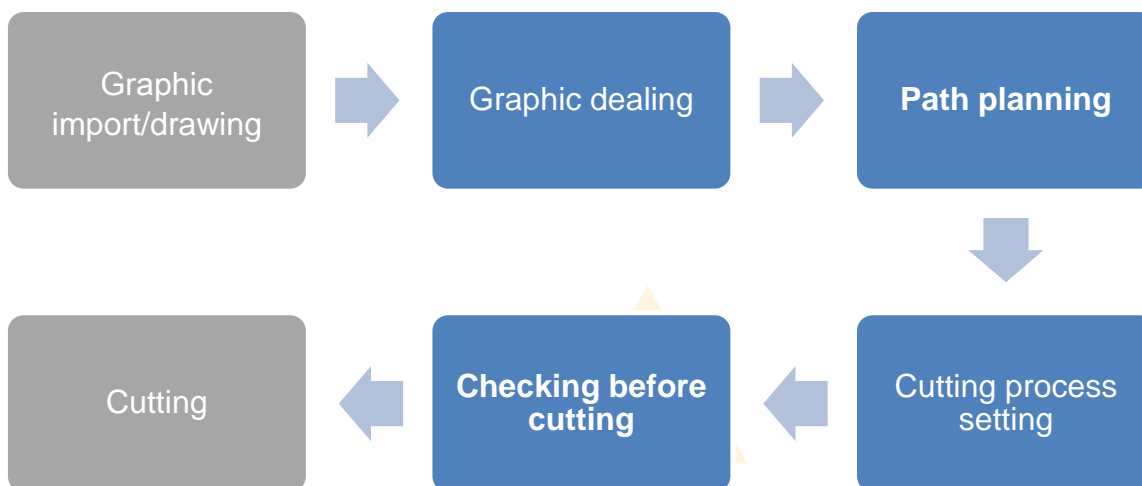 Graphic
import/drawing
Graphic dealing
Path planning
Cutting process
setting
Checking before
cutting
Cutting